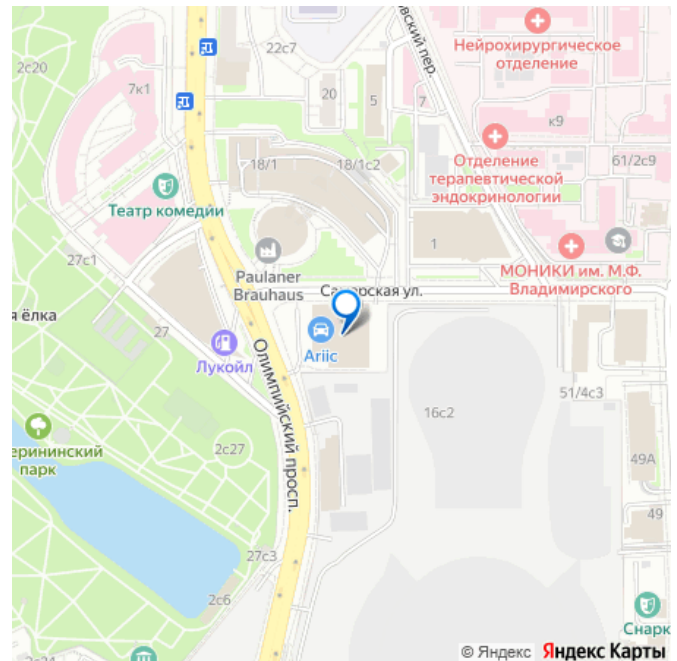 22с7
2с20
7к1
20
5
7
Нейрохирургическое
отделение
к9
61/2с9
18/1
18/1с2
Отделение
терапевтической
эндокринологии
Театр комедии
1
27с1
Paulaner
Brauhaus
МОНИКИ им. М.Ф.
Владимирского
я ёлка
27
Лукойл
Ariic
Олимпийский просп.
51/4с3
16с2
2с27
49А
49
27с3
2с6
2с24
Снарк
© Яндекс Яндекс Карты